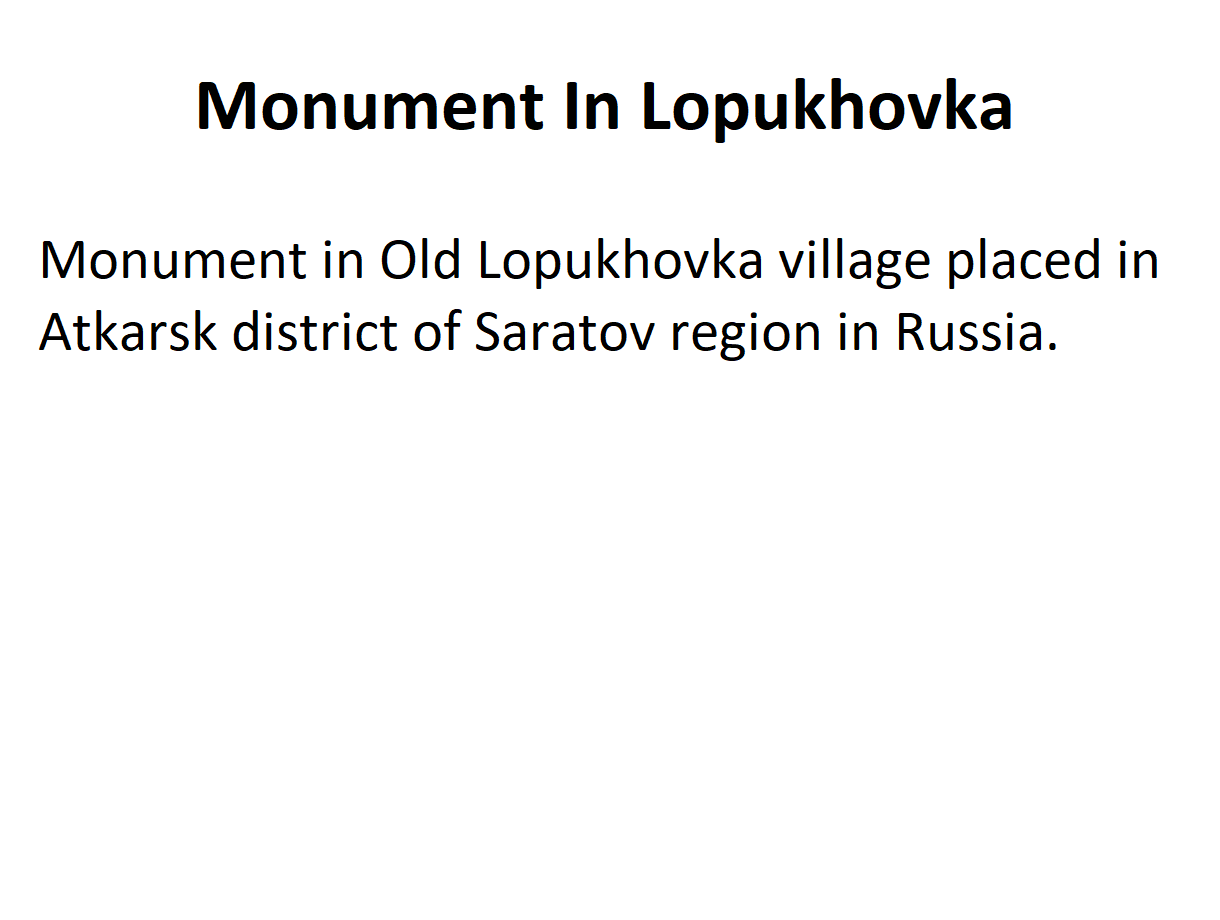 Monument In Lopukhovka
Monument in Old Lopukhovka village placed in
Atkarsk district of Saratov region in Russia.